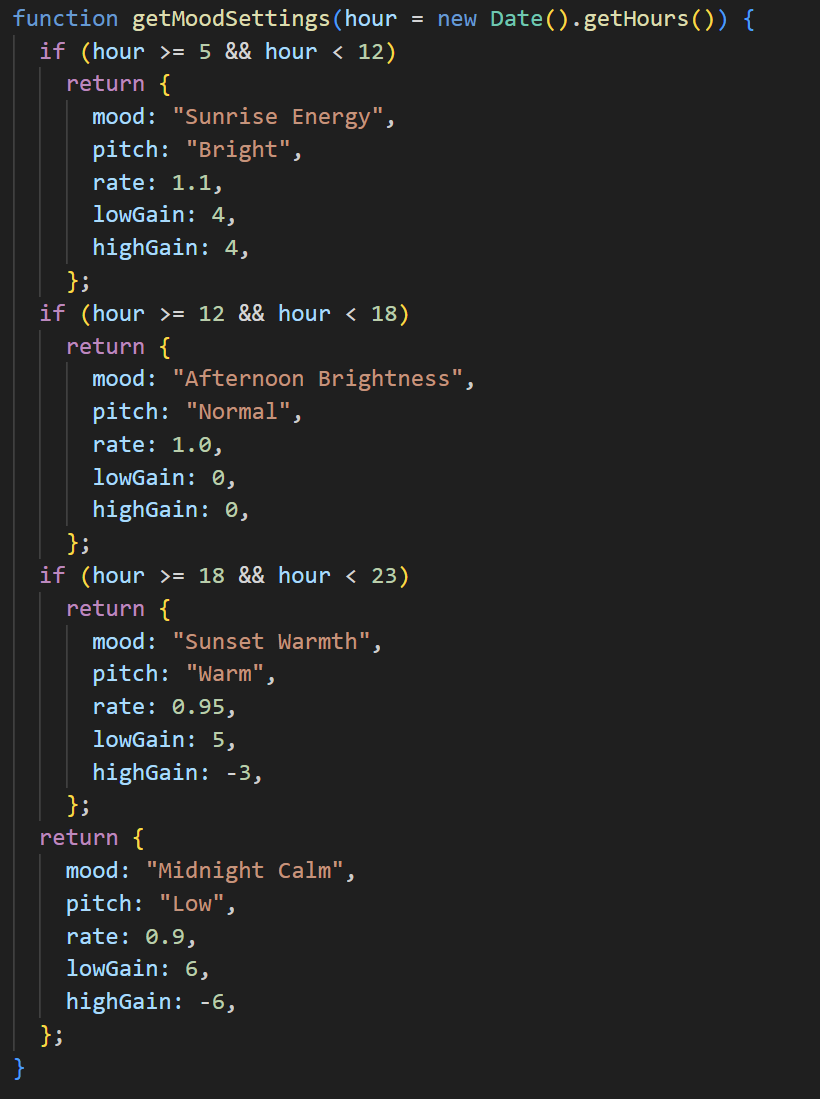 function getMoodSettings(hour = new Date().getHours()) {
  if (hour >= 5 && hour < 12)
    return {
      mood: "Sunrise Energy",
      pitch: "Bright",
      rate: 1.1,
      lowGain: 4,
      highGain: 4,
    };
  if (hour >= 12 && hour < 18)
    return {
      mood: "Afternoon Brightness",
      pitch: "Normal",
      rate: 1.0,
      lowGain: 0,
      highGain: 0,
    };
  if (hour >= 18 && hour < 23)
    return {
      mood: "Sunset Warmth",
      pitch: "Warm",
      rate: 0.95,
      lowGain: 5,
      highGain: -3,
    };
  return {
    mood: "Midnight Calm",
    pitch: "Low",
    rate: 0.9,
    lowGain: 6,
    highGain: -6,
  };
}